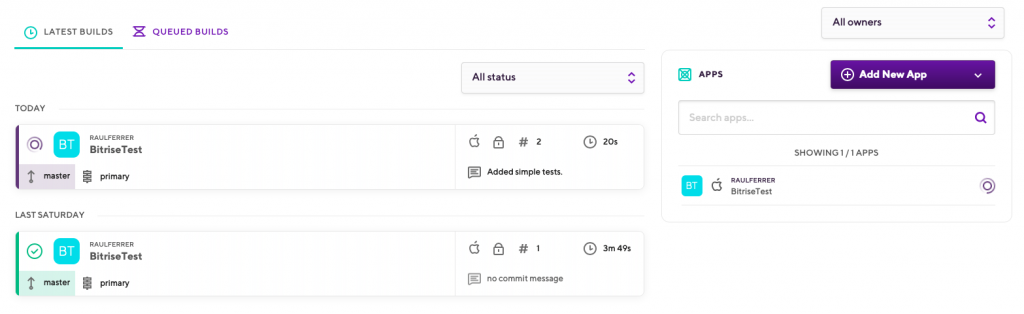 LATEST BUILDS
QUEUED BUILDS
All status
TODAY
BT
RAULFERRER
BitriseTest
# 2
20s
master
primary
Added simple tests.
LAST SATURDAY
BT
RAULFERRER
BitriseTest
# 1
3m 49s
master
primary
no commit message
All owners
APPS
Add New App
Search apps...
SHOWING 1 / 1 APPS
BT
RAULFERRER
BitriseTest